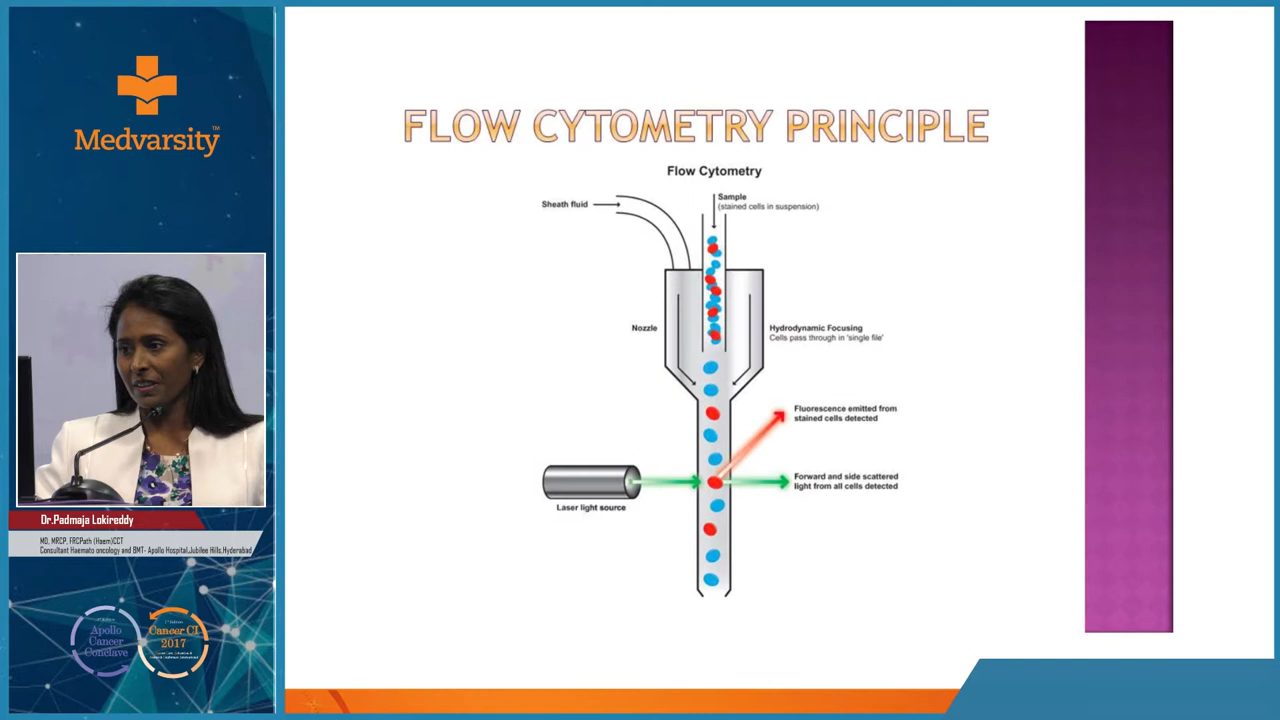 Medvarsity™
FLOW CYTOMETRY PRINCIPLE
Flow Cytometry
Sheath fluid
Sample
(stained cells in suspension)
Nozzle
Hydrodynamic Focusing
Cells pass through in 'single file'
Fluorescence emitted from
stained cells detected
Forward and side scattered
light from all cells detected
Laser light source
Dr.Padmaja Lokireddy
MD, MRCP, FRCPath (Haem)CCT
Consultant Haemato oncology and BMT- Apollo Hospital,Jubilee Hills,Hyderabad
Apollo
Cancer
Conclave
Cancer CI
2017